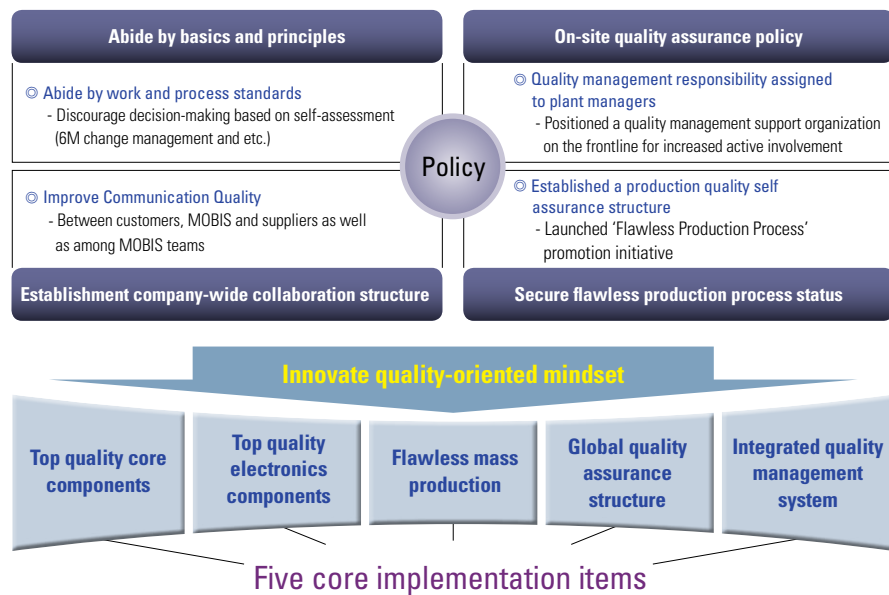 Abide by basics and principles
◎ Abide by work and process standards
- Discourage decision-making based on self-assessment
(6M change management and etc.)
On-site quality assurance policy
◎ Quality management responsibility assigned
to plant managers
- Positioned a quality management support organization
on the frontline for increased active involvement
Policy
◎ Improve Communication Quality
- Between customers, MOBIS and suppliers as well
as among MOBIS teams
Establishment company-wide collaboration structure
◎ Established a production quality self
assurance structure
- Launched ‘Flawless Production Process’
promotion initiative
Secure flawless production process status
Innovate quality-oriented mindset
Top quality core
components
Top quality
electronics
components
Flawless mass
production
Global quality
assurance
structure
Integrated quality
management
system
Five core implementation items